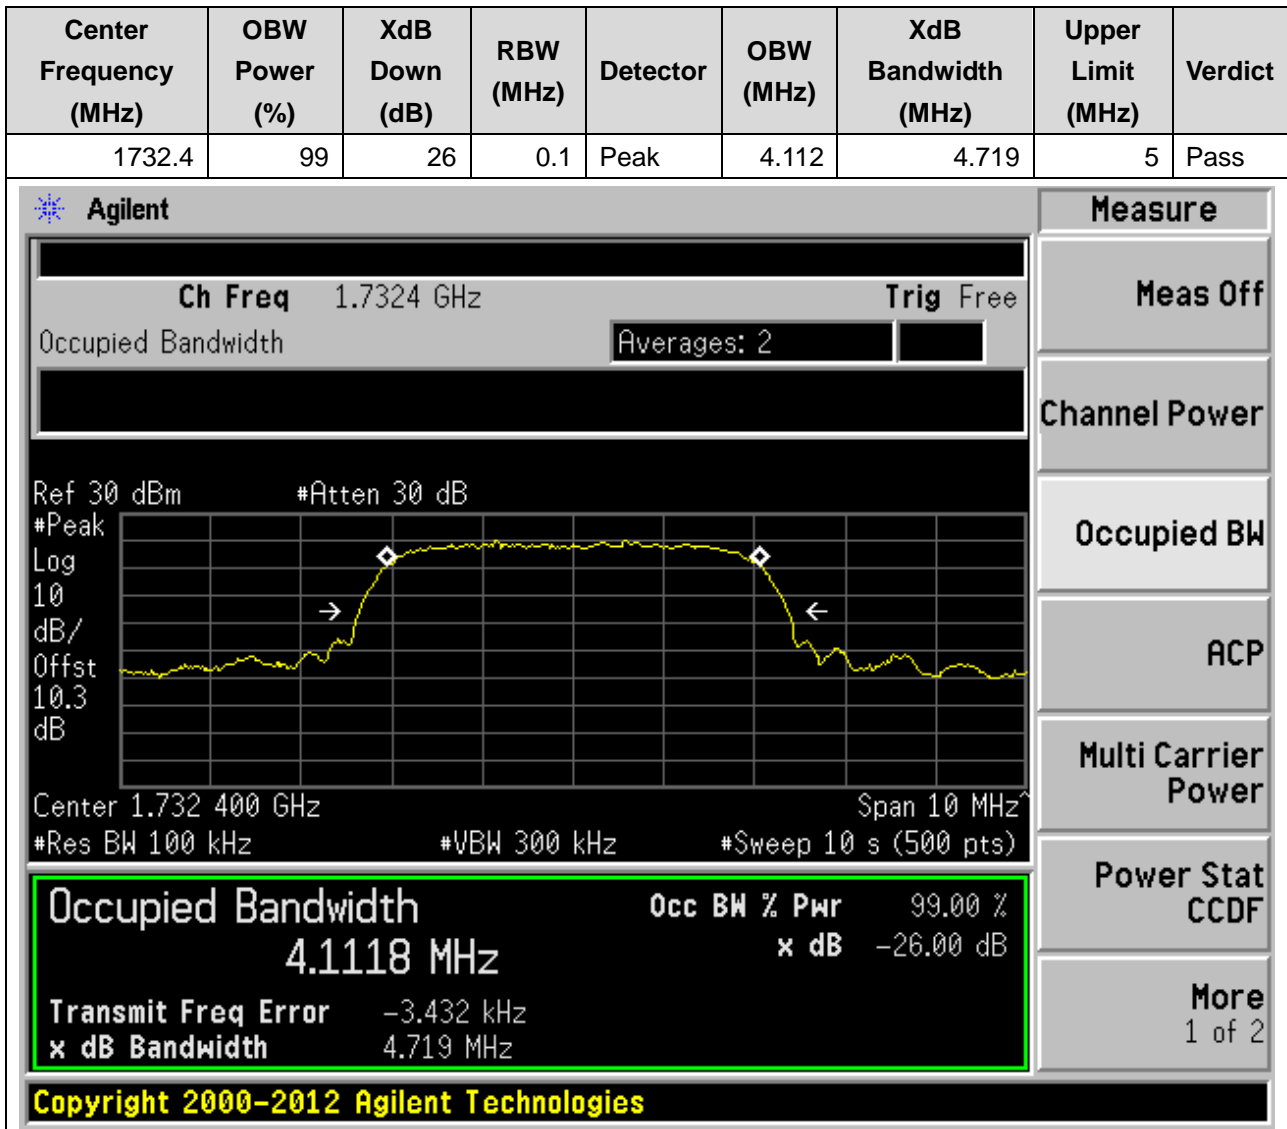 Center Frequency (MHz) OBW Power (%) XdB Down (dB) RBW (MHz) Detector OBW (MHz) XdB Bandwidth (MHz) Upper Limit (MHz) Verdict
1732.4 99 26 0.1 Peak 4.112 4.719 5 Pass
Agilent
Measure
Ch Freq 1.7324 GHz Trig Free
Meas Off
Occupied Bandwidth Averages: 2
Channel Power
Ref 30 dBm #Atten 30 dB
#Peak
Log
10
dB/
Offst
10.3
dB
Occupied BW
ACP
Multi Carrier
Power
Center 1.732 400 GHz Span 10 MHz^
#Res BW 100 kHz #VBW 300 kHz #Sweep 10 s (500 pts)
Power Stat
CCDF
Occupied Bandwidth Occ BW % Pwr 99.00 %
4.1118 MHz x dB -26.00 dB
Transmit Freq Error -3.432 kHz
x dB Bandwidth 4.719 MHz
More
1 of 2
Copyright 2000-2012 Agilent Technologies